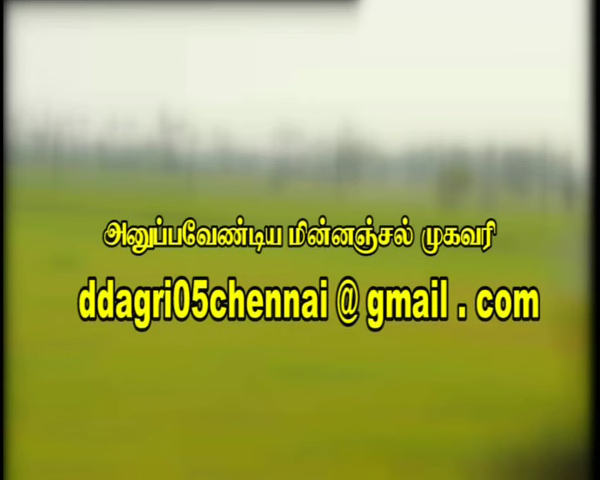 அனுப்பவேண்டிய மின்னஞ்சல் முகவரி
ddagri05chennai @ gmail . com